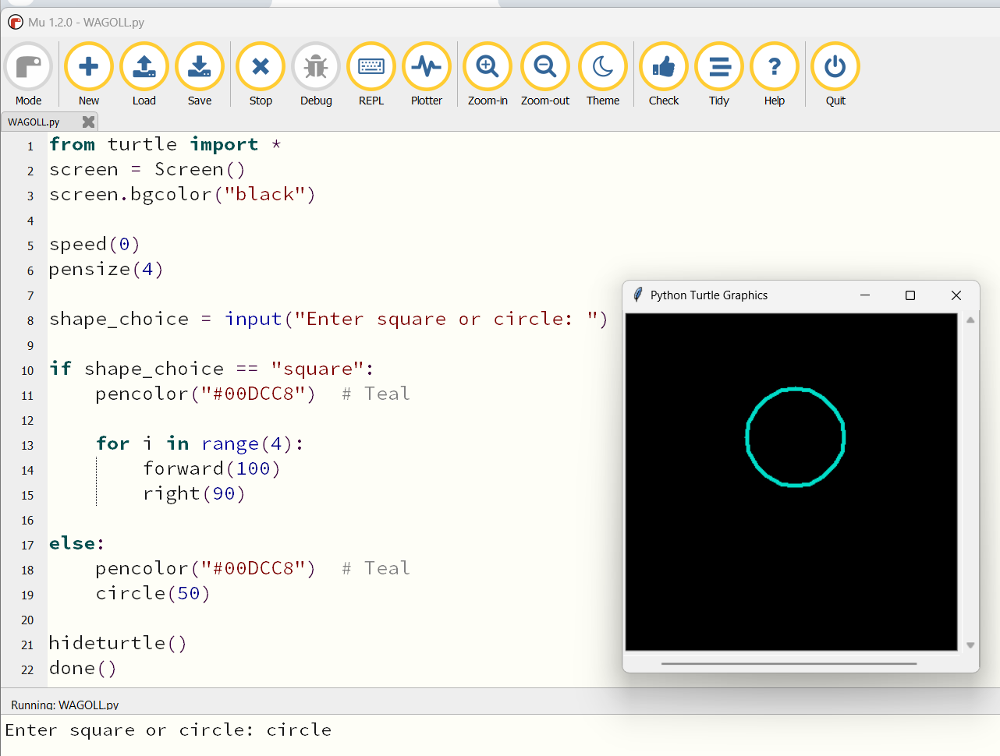 Mu 1.2.0 - WAGOLL.py
Mode New Load Save Stop Debug REPL Plotter Zoom-in Zoom-out Theme Check Tidy Help Quit
WAGOLL.py
1 from turtle import *
2 screen = Screen()
3 screen.bgcolor("black")
4
5 speed(0)
6 pensize(4)
7
8 shape_choice = input("Enter square or circle: ")
9
10 if shape_choice == "square":
11     pencolor("#00DCC8")  # Teal
12
13     for i in range(4):
14         forward(100)
15         right(90)
16
17 else:
18     pencolor("#00DCC8")  # Teal
19     circle(50)
20
21 hideturtle()
22 done()
Python Turtle Graphics
Running: WAGOLL.py
Enter square or circle: circle